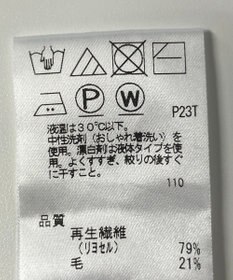 P W P23T
液温は30℃以下。
中性洗剤(おしゃれ着洗い)を
使用。漂白剤は液体タイプを使
用。よくすすぎ、絞りの後すぐ
に干すこと。
110
品質
再生繊維
(リヨセル) 79%
毛 21%